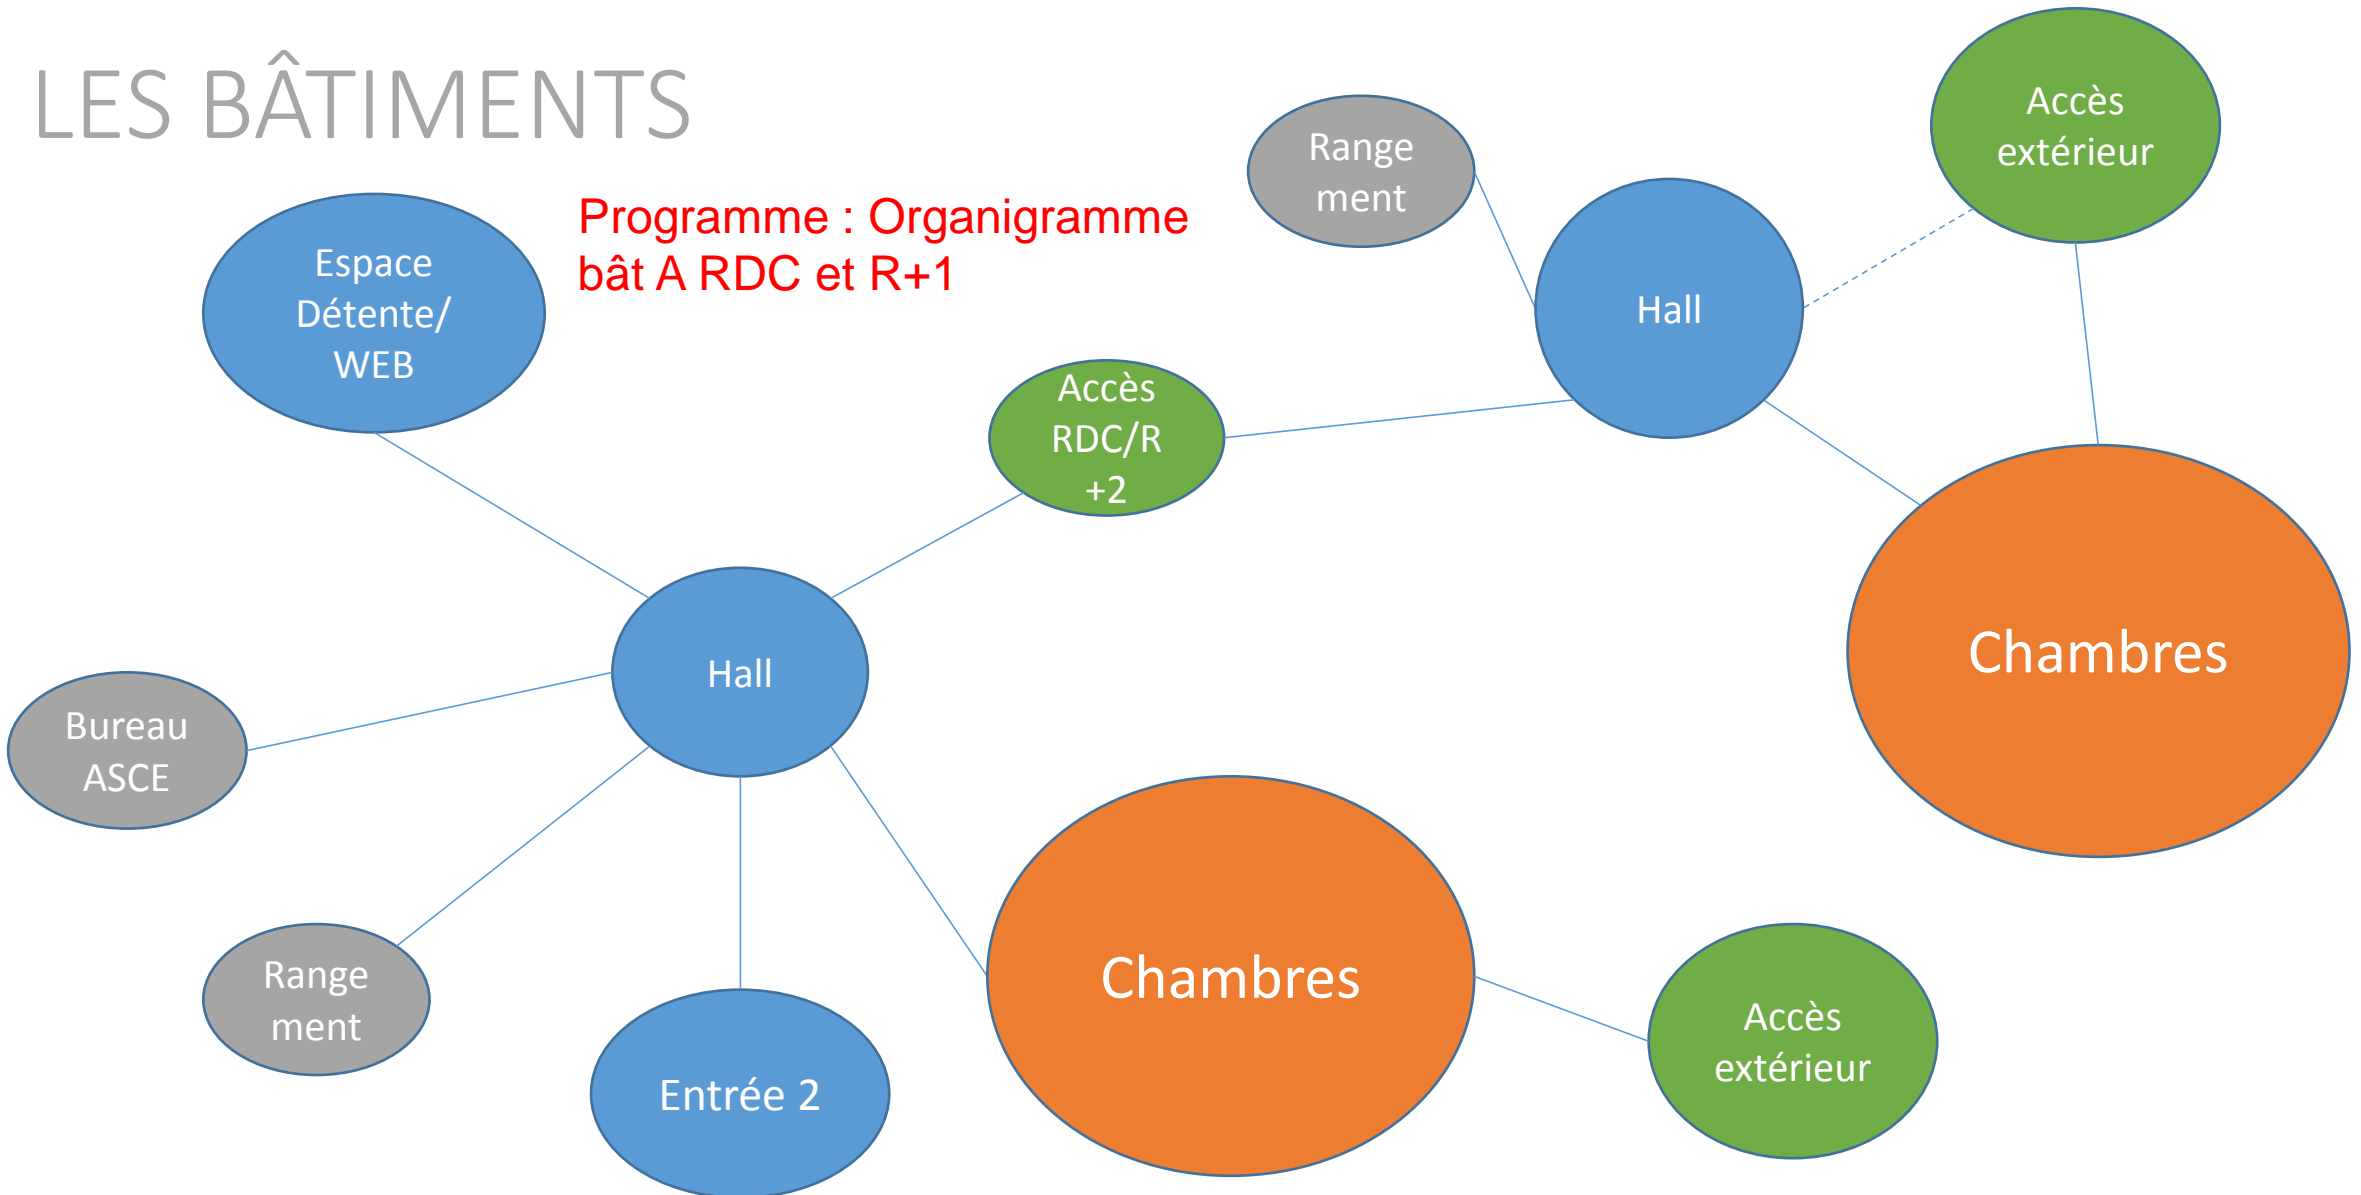 LES BÂTIMENTS
Programme : Organigramme
bât A RDC et R+1
Accès
extérieur
Range
ment
Hall
Espace
Détente/
WEB
Accès
RDC/R
+2
Chambres
Hall
Bureau
ASCE
Range
ment
Entrée 2
Chambres
Accès
extérieur